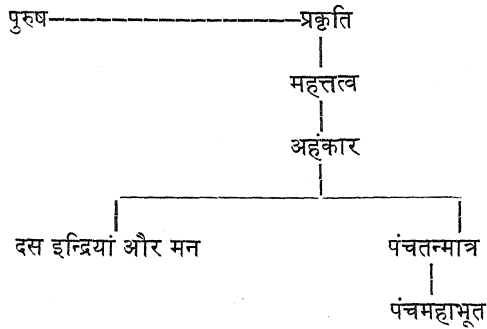 पुरुष प्रकृति
महत्तत्व
अहंकार
दस इन्द्रियां और मन पंचतन्मात्र
पंचमहाभूत